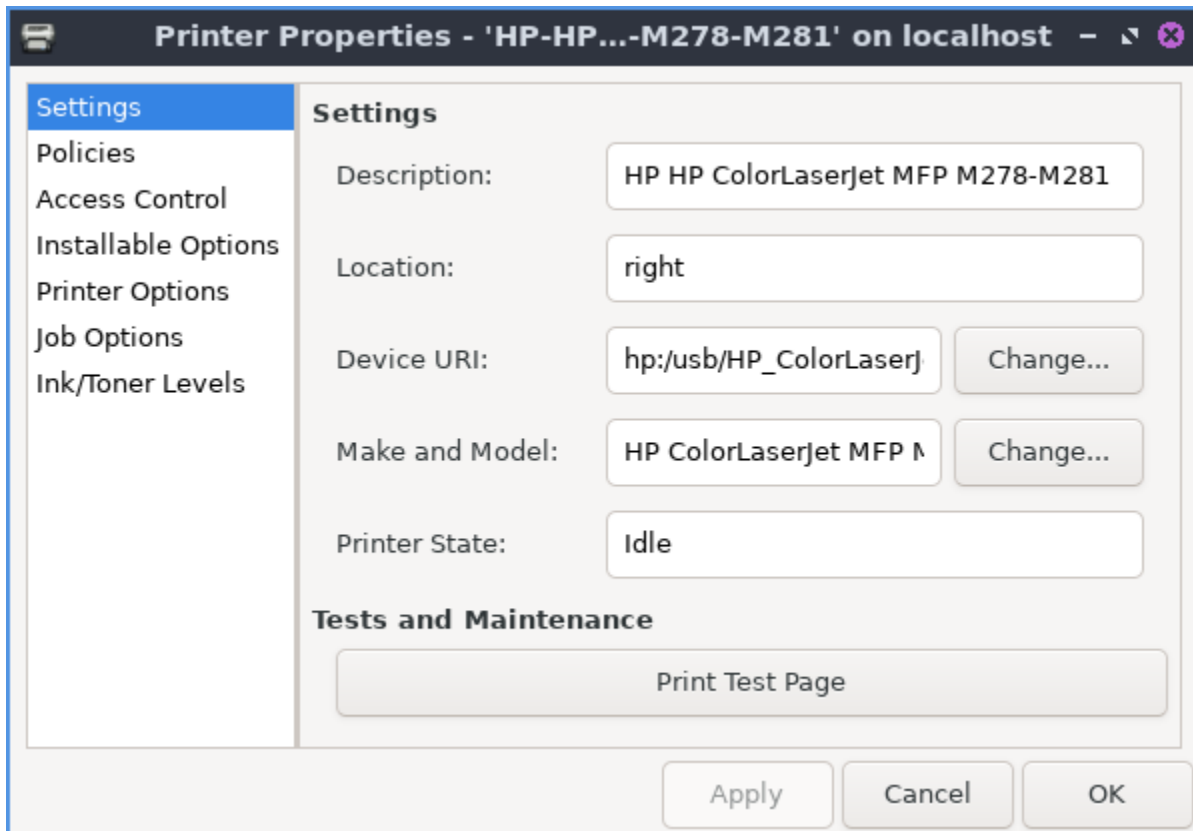 Printer Properties - 'HP-HP...-M278-M281' on localhost
Settings
Policies
Access Control
Installable Options
Printer Options
Job Options
Ink/Toner Levels
Settings
Description: HP HP ColorLaserJet MFP M278-M281
Location: right
Device URI: hp:/usb/HP_ColorLaserJ Change...
Make and Model: HP ColorLaserJet MFP M Change...
Printer State: Idle
Tests and Maintenance
Print Test Page
Apply Cancel OK